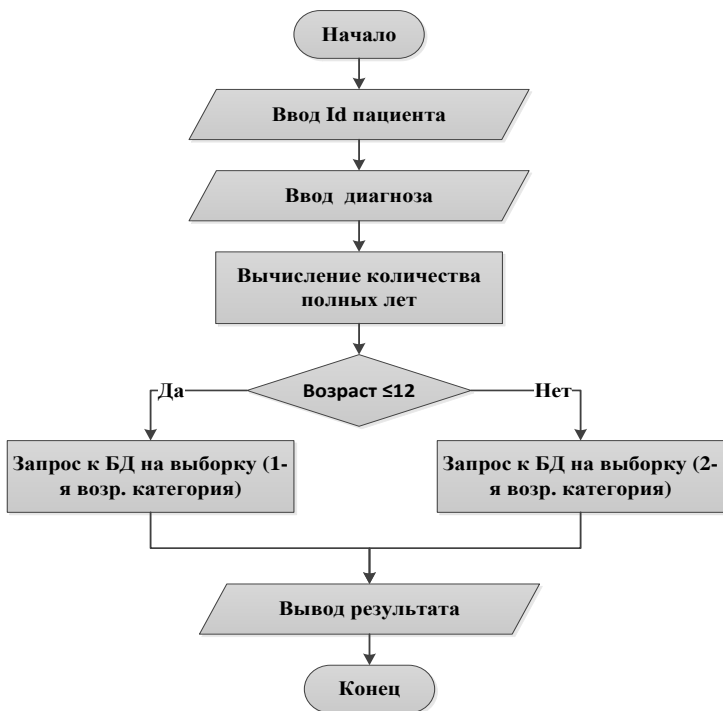 Начало
Ввод Id пациента
Ввод диагноза
Вычисление количества
полных лет
Возраст ≤12
Да
Нет
Запрос к БД на выборку (1-
я возр. категория)
Запрос к БД на выборку (2-
я возр. категория)
Вывод результата
Конец